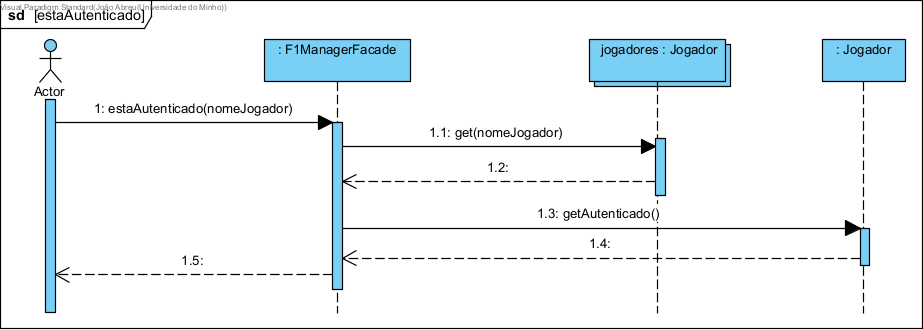 Visual Paradigm Standard(João Abreu(Universidade do Minho))
sd [estaAutenticado]
Actor
: F1ManagerFacade
jogadores : Jogador
: Jogador
1: estaAutenticado(nomeJogador)
1.1: get(nomeJogador)
1.2:
1.3: getAutenticado()
1.4:
1.5: